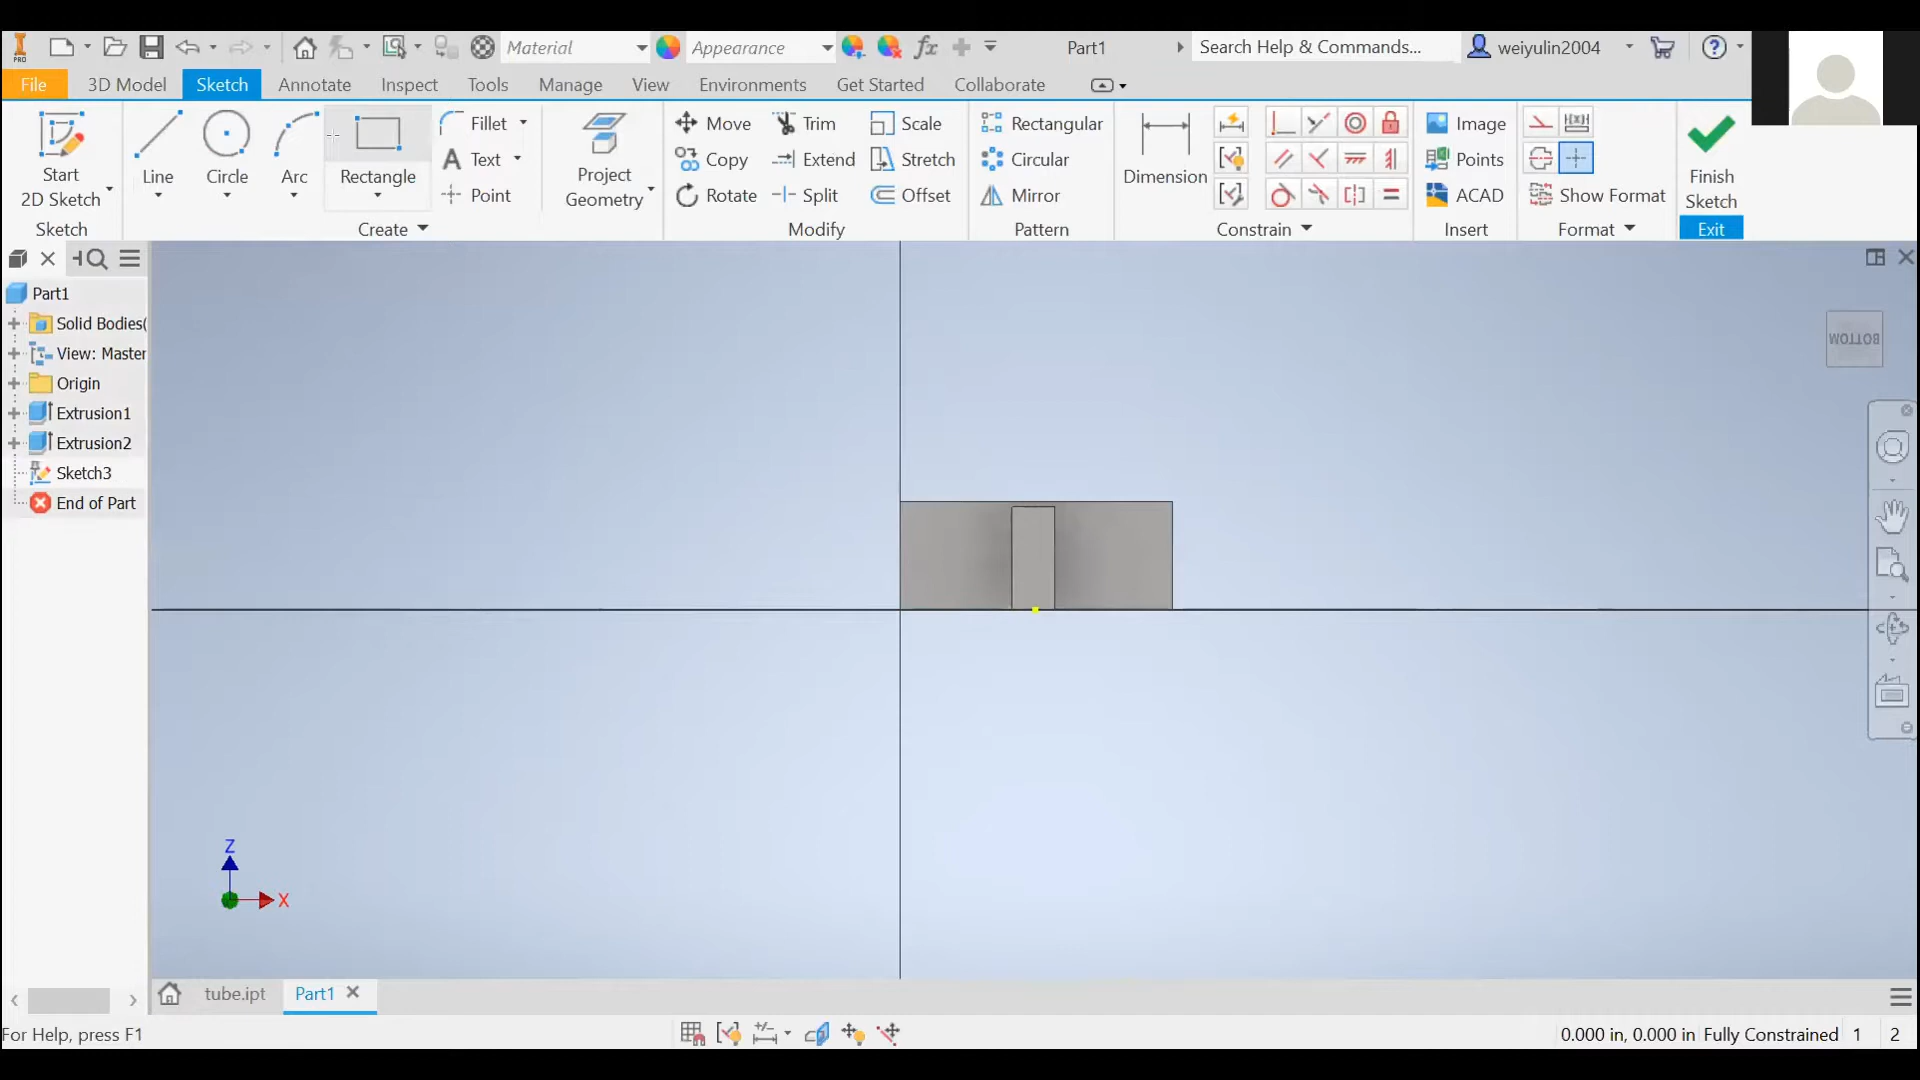 PRO
Material
Appearance
fx
Part1
Search Help & Commands...
weiyulin2004
?
File
3D Model
Sketch
Annotate
Inspect
Tools
Manage
View
Environments
Get Started
Collaborate
Start
2D Sketch
Line
Circle
Arc
Rectangle
Fillet
A Text
Point
Project
Geometry
Move
Copy
Rotate
Trim
Extend
Split
Scale
Stretch
Offset
Rectangular
Circular
Mirror
Dimension
Image
Points
ACAD
Show Format
Finish
Sketch
Sketch
Create
Modify
Pattern
Constrain
Insert
Format
Exit
Part1
Solid Bodies(
View: Master
Origin
Extrusion1
Extrusion2
Sketch3
End of Part
BOTTOM
Z
X
tube.ipt
Part1
For Help, press F1
0.000 in, 0.000 in Fully Constrained 1 2